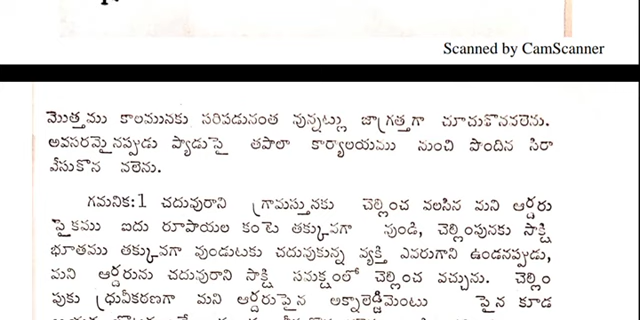 Scanned by CamScanner
మొత్తము కాలమునకు సరిపడునంత వున్నట్లు జాగ్రత్తగా చూచుకొనవలెను.
అవసరమైనప్పుడు ప్యాడుపై తపాలా కార్యాలయము నుంచి పొందిన సిరా
వేసుకొన వలెను.
గమనిక:1 చదువురాని గ్రామస్తునకు చెల్లించ వలసిన మని ఆర్డరు
పైకము ఐదు రూపాయల కంటె తక్కువగా వుండి, చెల్లింపునకు సాక్షి
భూతము తక్కువగా వుండుటకు చదువుకున్న వ్యక్తి ఎవరుగాని ఉండనప్పుడు,
మని ఆర్డరును చదువురాని సాక్షి సమక్షంలో చెల్లించ వచ్చును. చెల్లిం
పుకు ధ్రువీకరణగా మని ఆర్డరుపైన అక్నాలెడ్జిమెంటు పైన కూడ